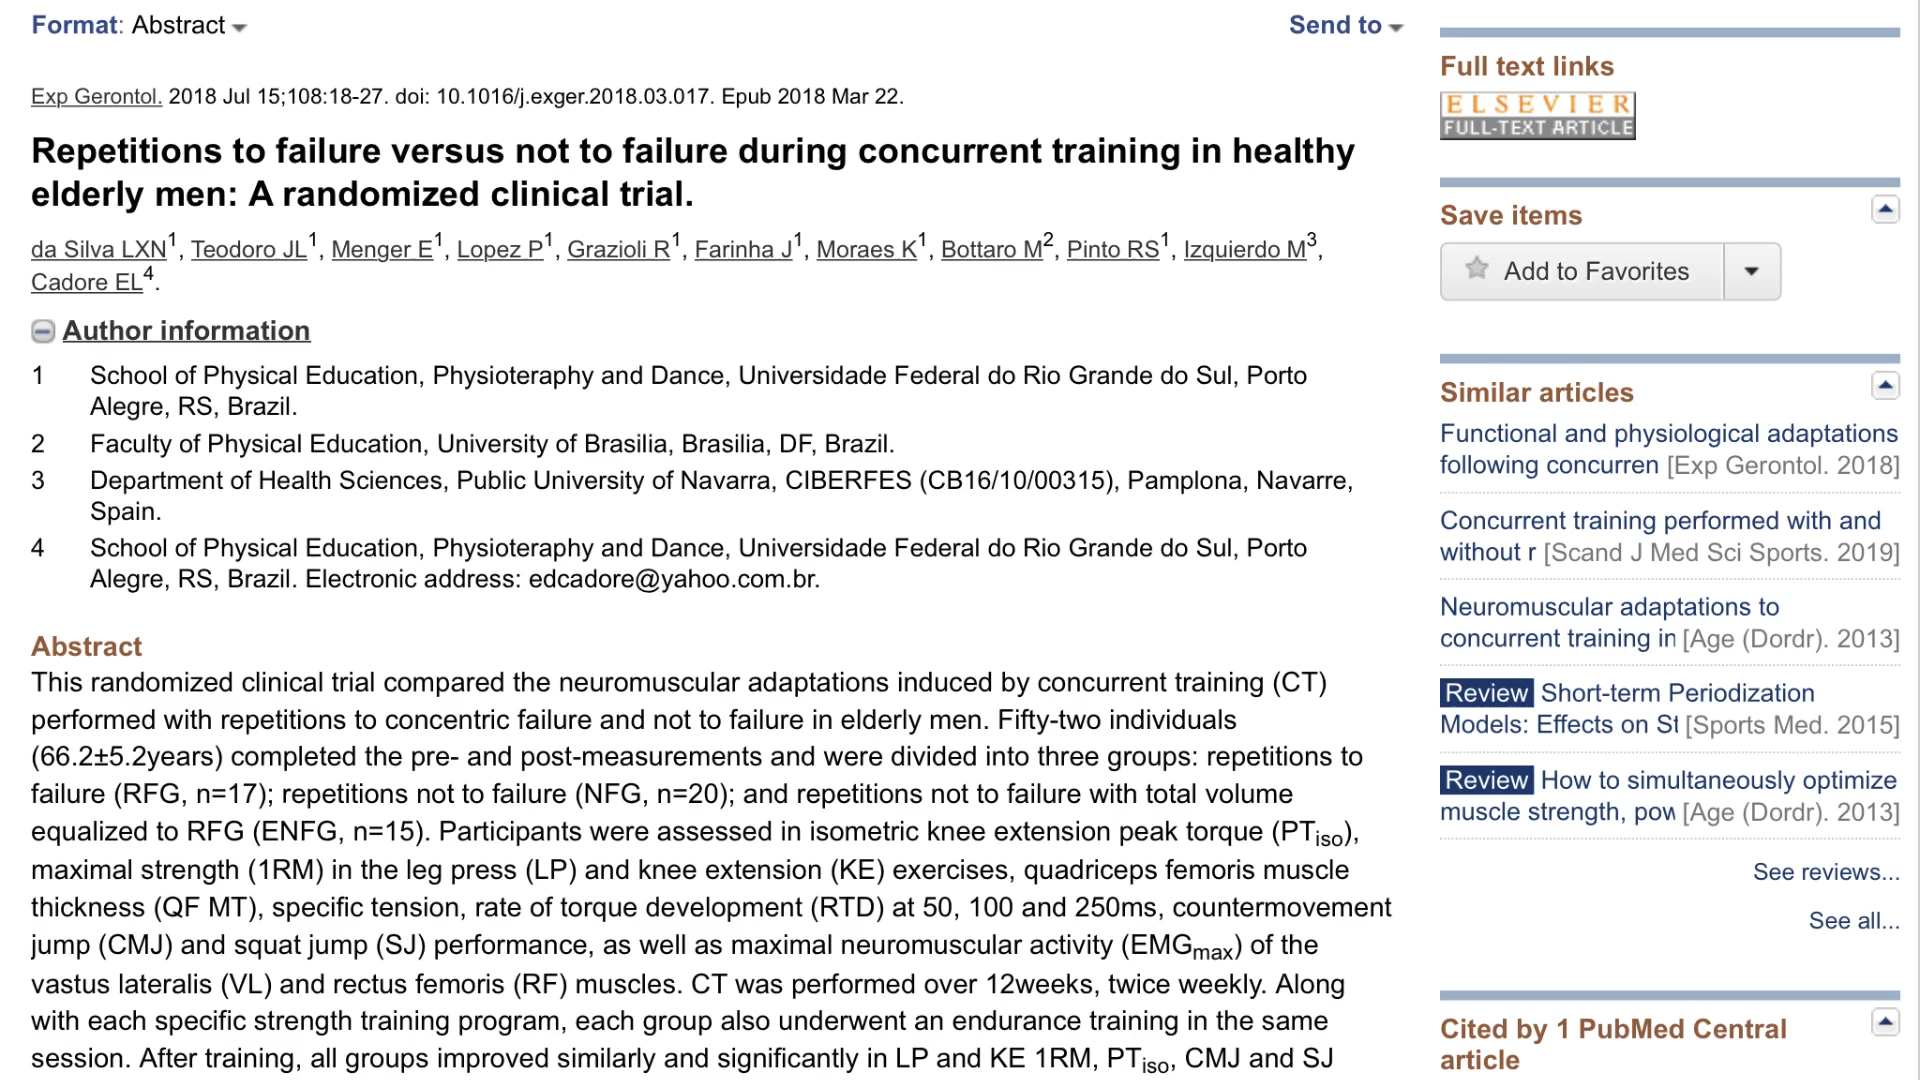 Format: Abstract
Send to
Exp Gerontol. 2018 Jul 15;108:18-27. doi: 10.1016/j.exger.2018.03.017. Epub 2018 Mar 22.
Repetitions to failure versus not to failure during concurrent training in healthy
elderly men: A randomized clinical trial.
da Silva LXN1, Teodoro JL1, Menger E1, Lopez P1, Grazioli R1, Farinha J1, Moraes K1, Bottaro M2, Pinto RS1, Izquierdo M3,
Cadore EL4.
Author information
1 School of Physical Education, Physioteraphy and Dance, Universidade Federal do Rio Grande do Sul, Porto
Alegre, RS, Brazil.
2 Faculty of Physical Education, University of Brasilia, Brasilia, DF, Brazil.
3 Department of Health Sciences, Public University of Navarra, CIBERFES (CB16/10/00315), Pamplona, Navarre,
Spain.
4 School of Physical Education, Physioteraphy and Dance, Universidade Federal do Rio Grande do Sul, Porto
Alegre, RS, Brazil. Electronic address: edcadore@yahoo.com.br.
Abstract
This randomized clinical trial compared the neuromuscular adaptations induced by concurrent training (CT)
performed with repetitions to concentric failure and not to failure in elderly men. Fifty-two individuals
(66.2±5.2years) completed the pre- and post-measurements and were divided into three groups: repetitions to
failure (RFG, n=17); repetitions not to failure (NFG, n=20); and repetitions not to failure with total volume
equalized to RFG (ENFG, n=15). Participants were assessed in isometric knee extension peak torque (PTiso),
maximal strength (1RM) in the leg press (LP) and knee extension (KE) exercises, quadriceps femoris muscle
thickness (QF MT), specific tension, rate of torque development (RTD) at 50, 100 and 250ms, countermovement
jump (CMJ) and squat jump (SJ) performance, as well as maximal neuromuscular activity (EMGmax) of the
vastus lateralis (VL) and rectus femoris (RF) muscles. CT was performed over 12weeks, twice weekly. Along
with each specific strength training program, each group also underwent an endurance training in the same
session. After training, all groups improved similarly and significantly in LP and KE 1RM, PTiso, CMJ and SJ
Full text links
ELSEVIER
FULL-TEXT ARTICLE
Save items
Add to Favorites
Similar articles
Functional and physiological adaptations
following concurren [Exp Gerontol. 2018]
Concurrent training performed with and
without r [Scand J Med Sci Sports. 2019]
Neuromuscular adaptations to
concurrent training in [Age (Dordr). 2013]
Review Short-term Periodization
Models: Effects on St [Sports Med. 2015]
Review How to simultaneously optimize
muscle strength, pow [Age (Dordr). 2013]
See reviews...
See all...
Cited by 1 PubMed Central
article